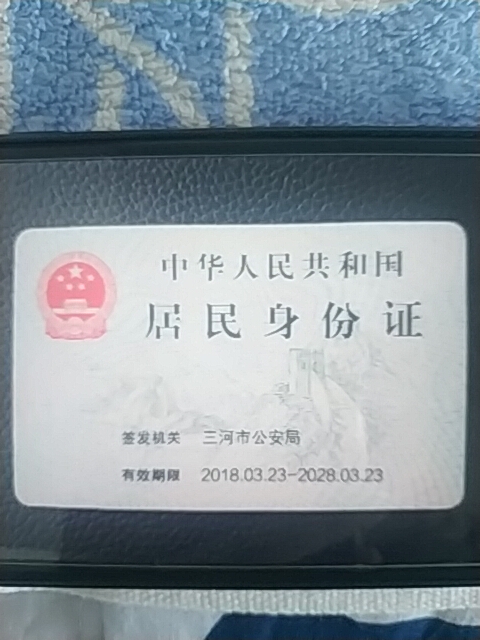 中华人民共和国
居民身份证
签发机关 三河市公安局
有效期限 2018.03.23-2028.03.23